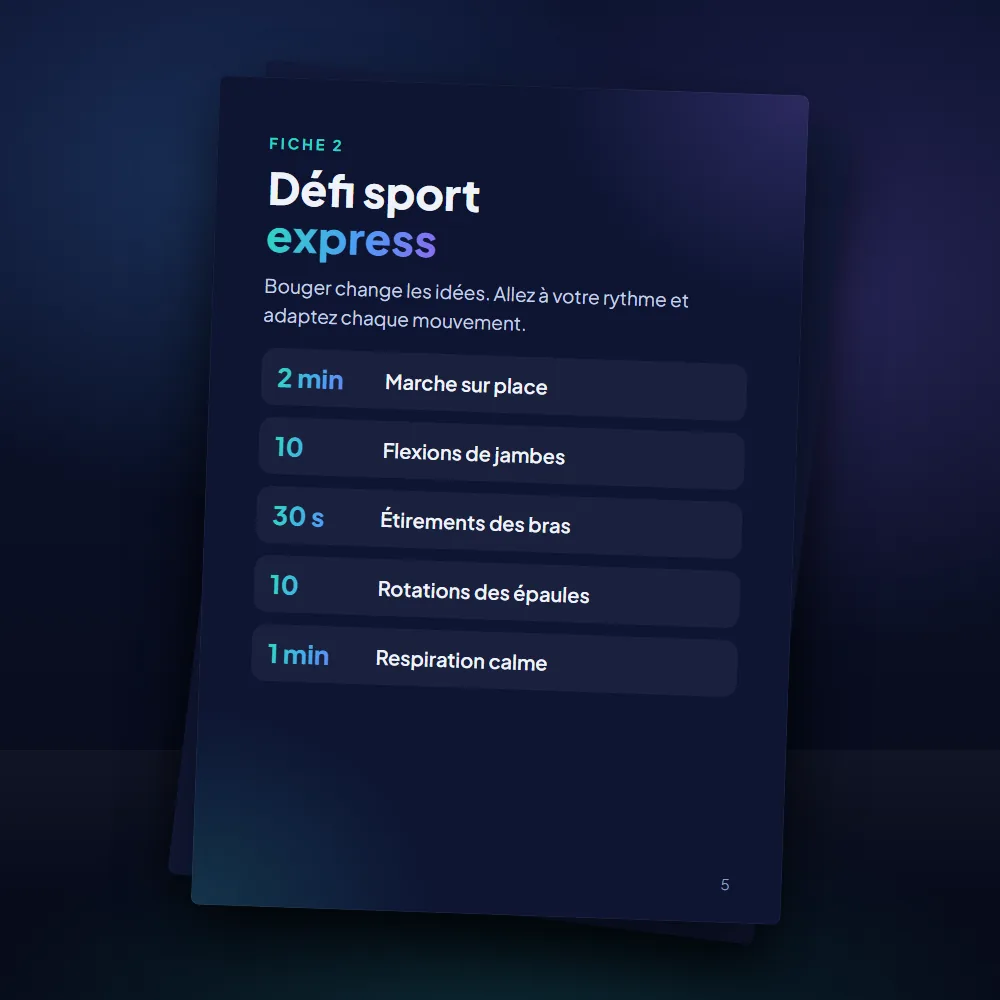 FICHE 2
Défi sport
express
Bouger change les idées. Allez à votre rythme et
adaptez chaque mouvement.
2 min Marche sur place
10 Flexions de jambes
30 s Étirements des bras
10 Rotations des épaules
1 min Respiration calme
5